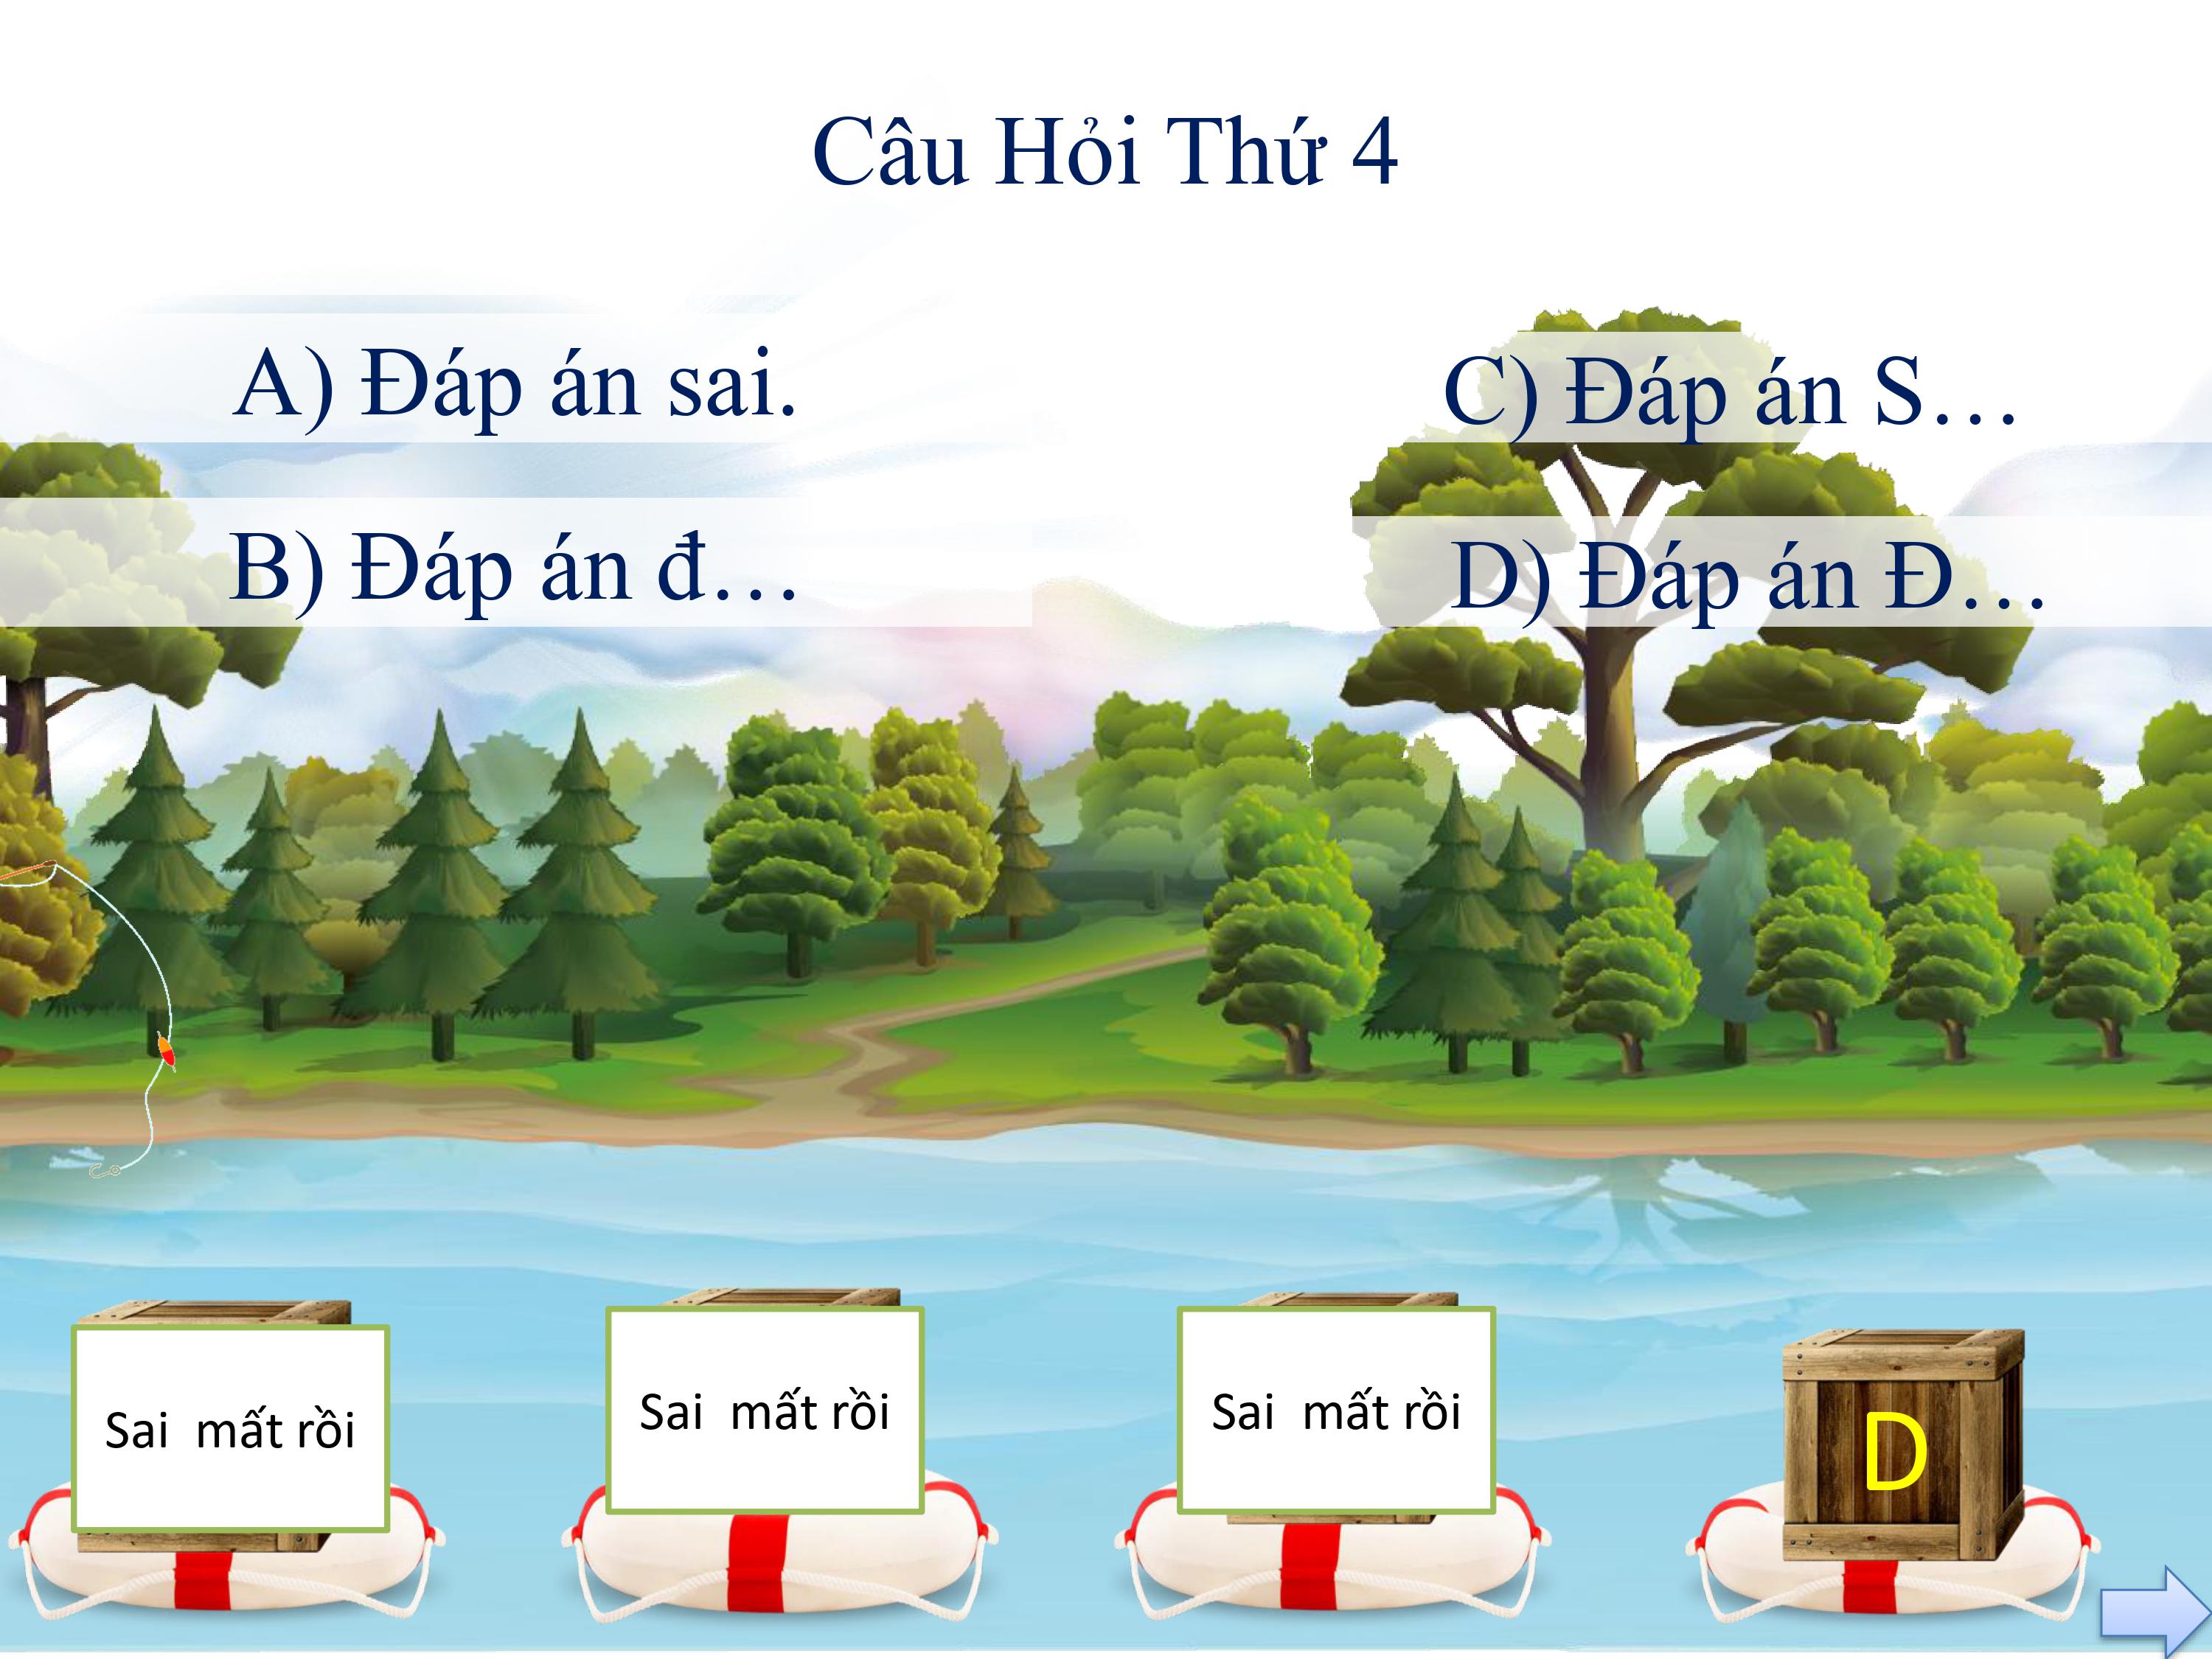 Câu Hỏi Thứ 4
A) Đáp án sai.
C) Đáp án S…
B) Đáp án đ…
D) Đáp án Đ…
Sai mất rồi
Sai mất rồi
Sai mất rồi
D